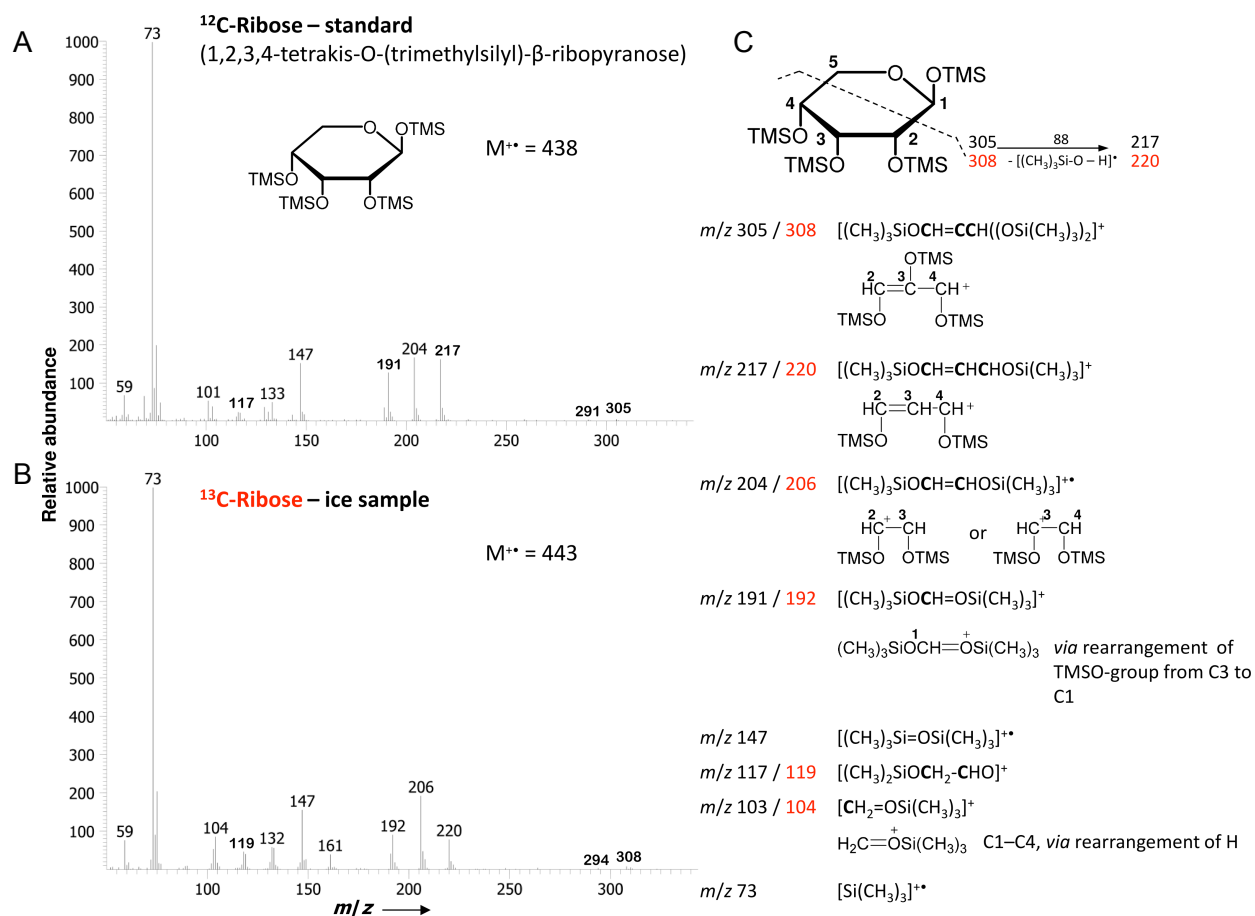 A
¹²C-Ribose – standard
(1,2,3,4-tetrakis-O-(trimethylsilyl)-β-ribopyranose)
M⁺• = 438
O OTMS
TMSO
TMSO OTMS
1000
900
800
700
600
500
400
300
200
100
73
59
101
117
133
147
191
204
217
291
305
100 150 200 250 300
Relative abundance
B
¹³C-Ribose – ice sample
M⁺• = 443
1000
900
800
700
600
500
400
300
200
100
73
59
104
119
132
147
161
192
206
220
294
308
100 150 200 250 300
m/z
C
5
O OTMS
4 1
TMSO 3 2
TMSO OTMS
305 88 217
308 - [(CH₃)₃Si-O – H]• 220
m/z 305 / 308 [(CH₃)₃SiOCH=CCH((OSi(CH₃)₃)₂]⁺
OTMS
2 3 4
HC=C–CH⁺
TMSO OTMS
m/z 217 / 220 [(CH₃)₃SiOCH=CHCHOSi(CH₃)₃]⁺
2 3 4
HC=C–CH⁺
H
TMSO OTMS
m/z 204 / 206 [(CH₃)₃SiOCH=CHOSi(CH₃)₃]⁺•
2 + 3 + 3 4
HC–CH or HC–CH
TMSO OTMS TMSO OTMS
m/z 191 / 192 [(CH₃)₃SiOCH=OSi(CH₃)₃]⁺
1 +
(CH₃)₃SiOCH=OSi(CH₃)₃ via rearrangement of
TMSO-group from C3 to
C1
m/z 147 [(CH₃)₃Si=OSi(CH₃)₃]⁺•
m/z 117 / 119 [(CH₃)₂SiOCH₂-CHO]⁺
m/z 103 / 104 [CH₂=OSi(CH₃)₃]⁺
+
H₂C=OSi(CH₃)₃ C1–C4, via rearrangement of H
m/z 73 [Si(CH₃)₃]⁺•